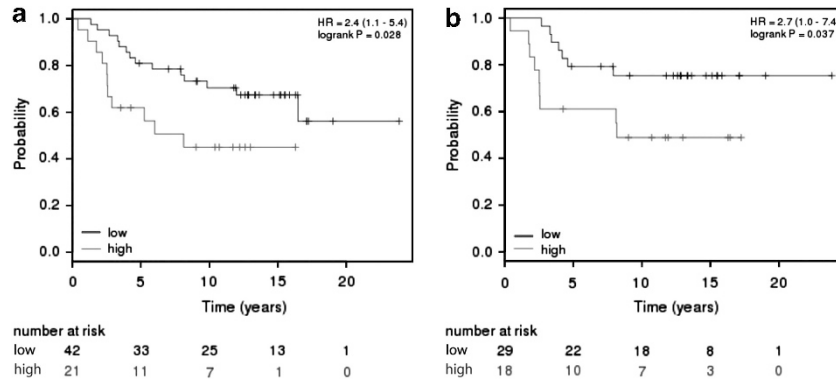 a
HR = 2.4 (1.1 - 5.4)
logrank P = 0.028
1.0
0.8
0.6
0.4
0.2
0.0
Probability
low
high
0 5 10 15 20
Time (years)
number at risk
low 42 33 25 13 1
high 21 11 7 1 0
b
HR = 2.7 (1.0 - 7.4
logrank P = 0.037
1.0
0.8
0.6
0.4
0.2
0.0
Probability
low
high
0 5 10 15 20
Time (years)
number at risk
low 29 22 18 8 1
high 18 10 7 3 0